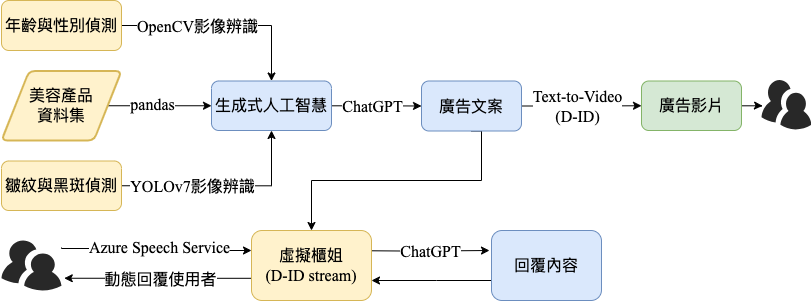 年齡與性別偵測
OpenCV影像辨識
美容產品
資料集
pandas
生成式人工智慧
ChatGPT
廣告文案
Text-to-Video
(D-ID)
廣告影片
皺紋與黑斑偵測
YOLOv7影像辨識
Azure Speech Service
動態回覆使用者
虛擬櫃姐
(D-ID stream)
ChatGPT
回覆內容